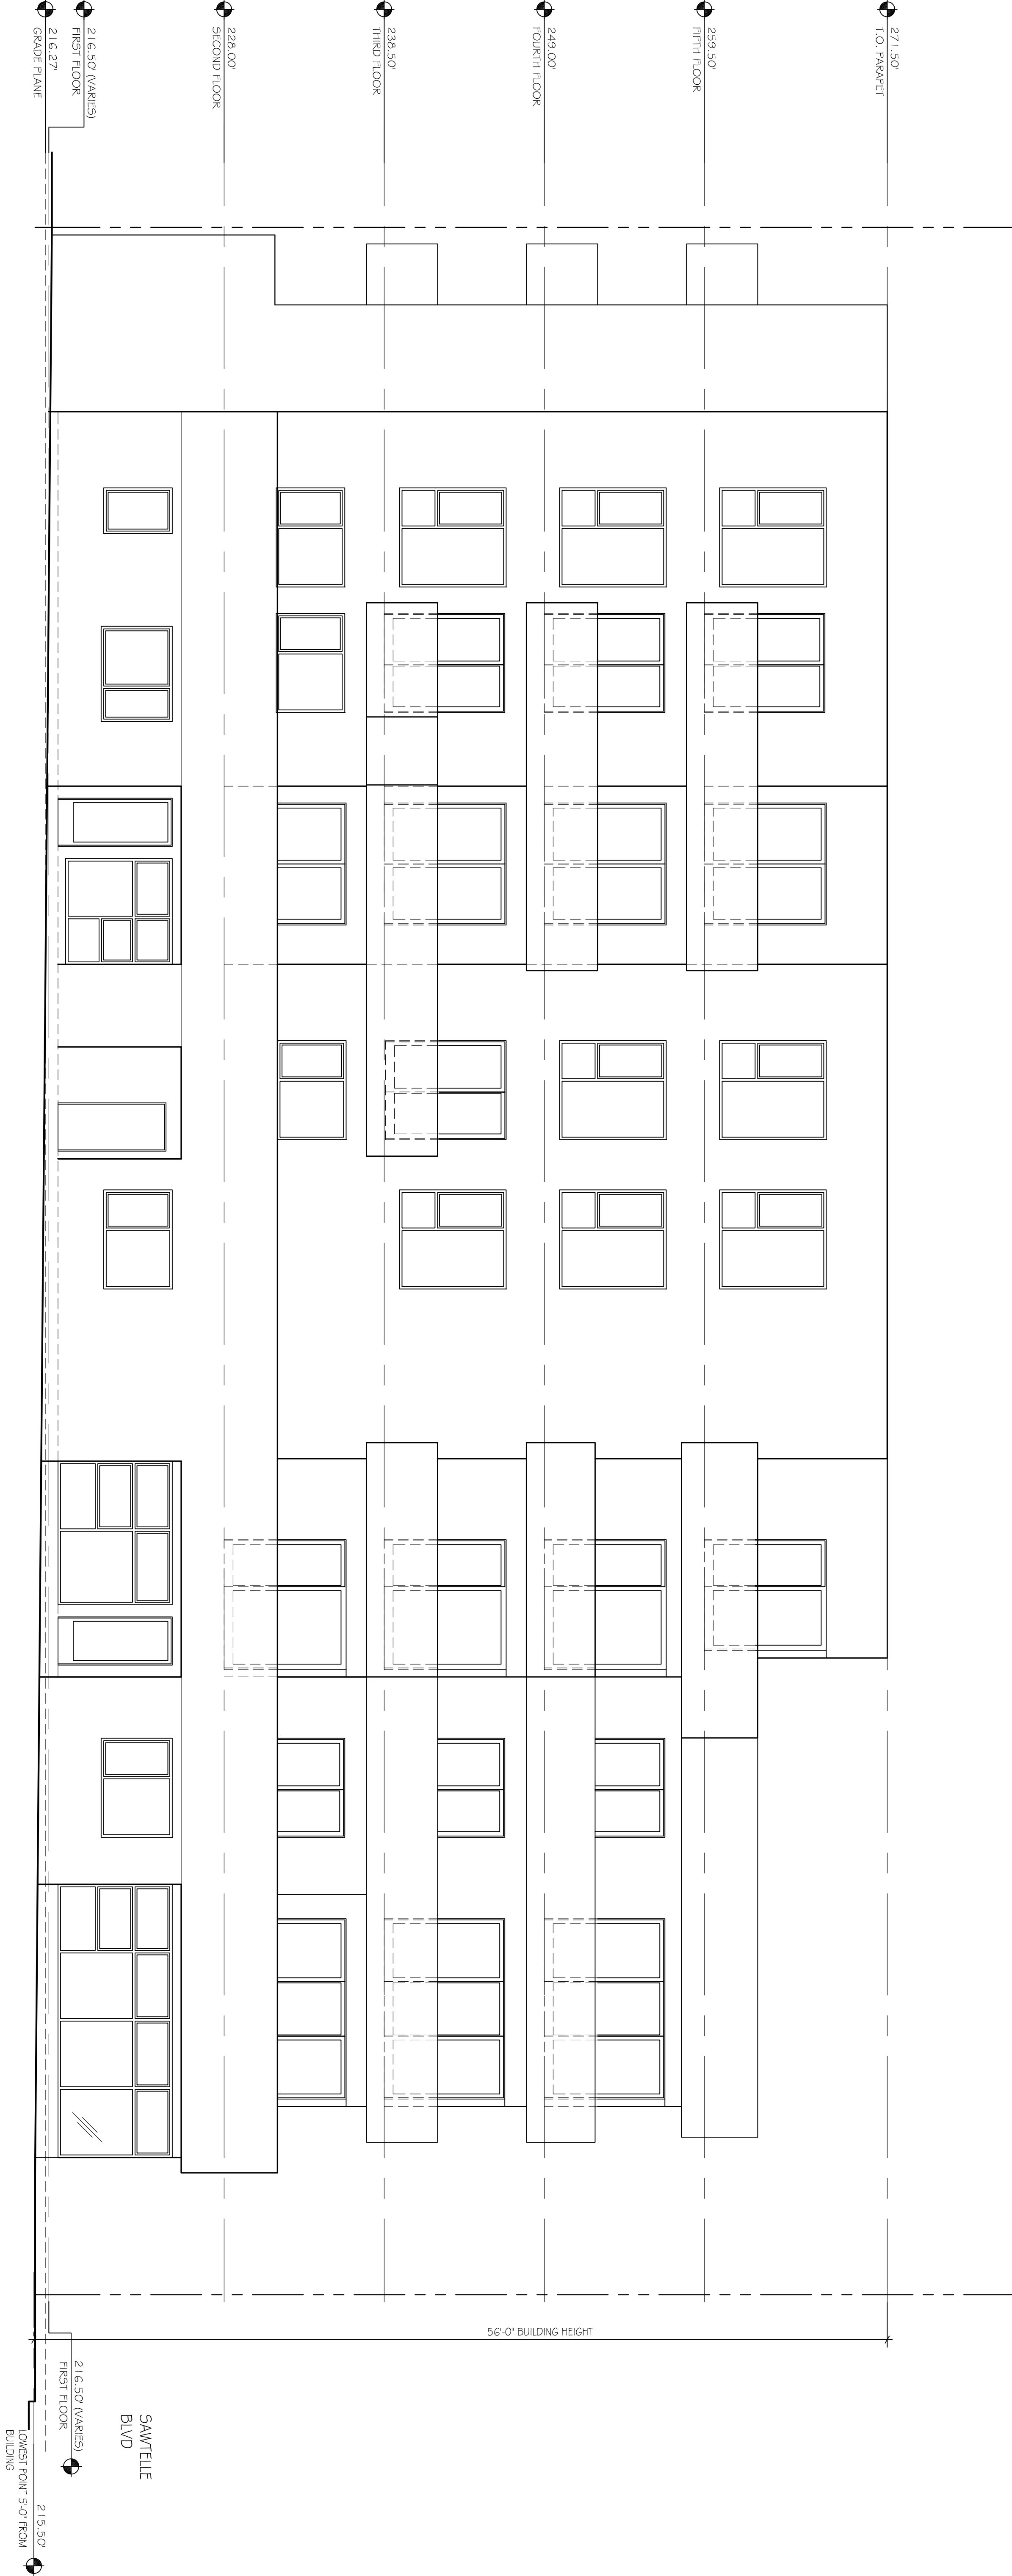 271.50'
T.O. PARAPET
259.50'
FIFTH FLOOR
249.00'
FOURTH FLOOR
238.50'
THIRD FLOOR
228.00'
SECOND FLOOR
216.50' (VARIES)
FIRST FLOOR
216.27'
GRADE PLANE
56'-0" BUILDING HEIGHT
SAWTELLE
BLVD
216.50' (VARIES)
FIRST FLOOR
215.50'
LOWEST POINT 5'-0" FROM
BUILDING